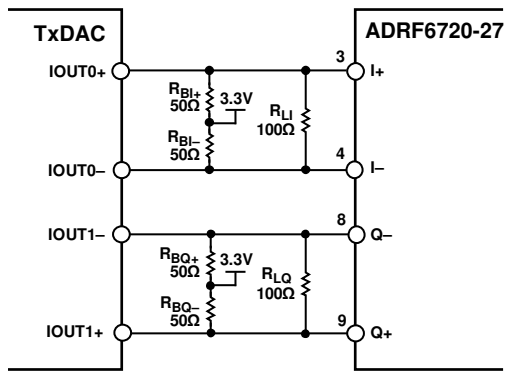 TxDAC
ADRF6720-27
IOUT0+
3
I+
RBI+
50Ω
3.3V
RLI
100Ω
RBI–
50Ω
IOUT0–
4
I–
IOUT1–
8
Q–
RBQ+
50Ω
3.3V
RLQ
100Ω
RBQ–
50Ω
IOUT1+
9
Q+